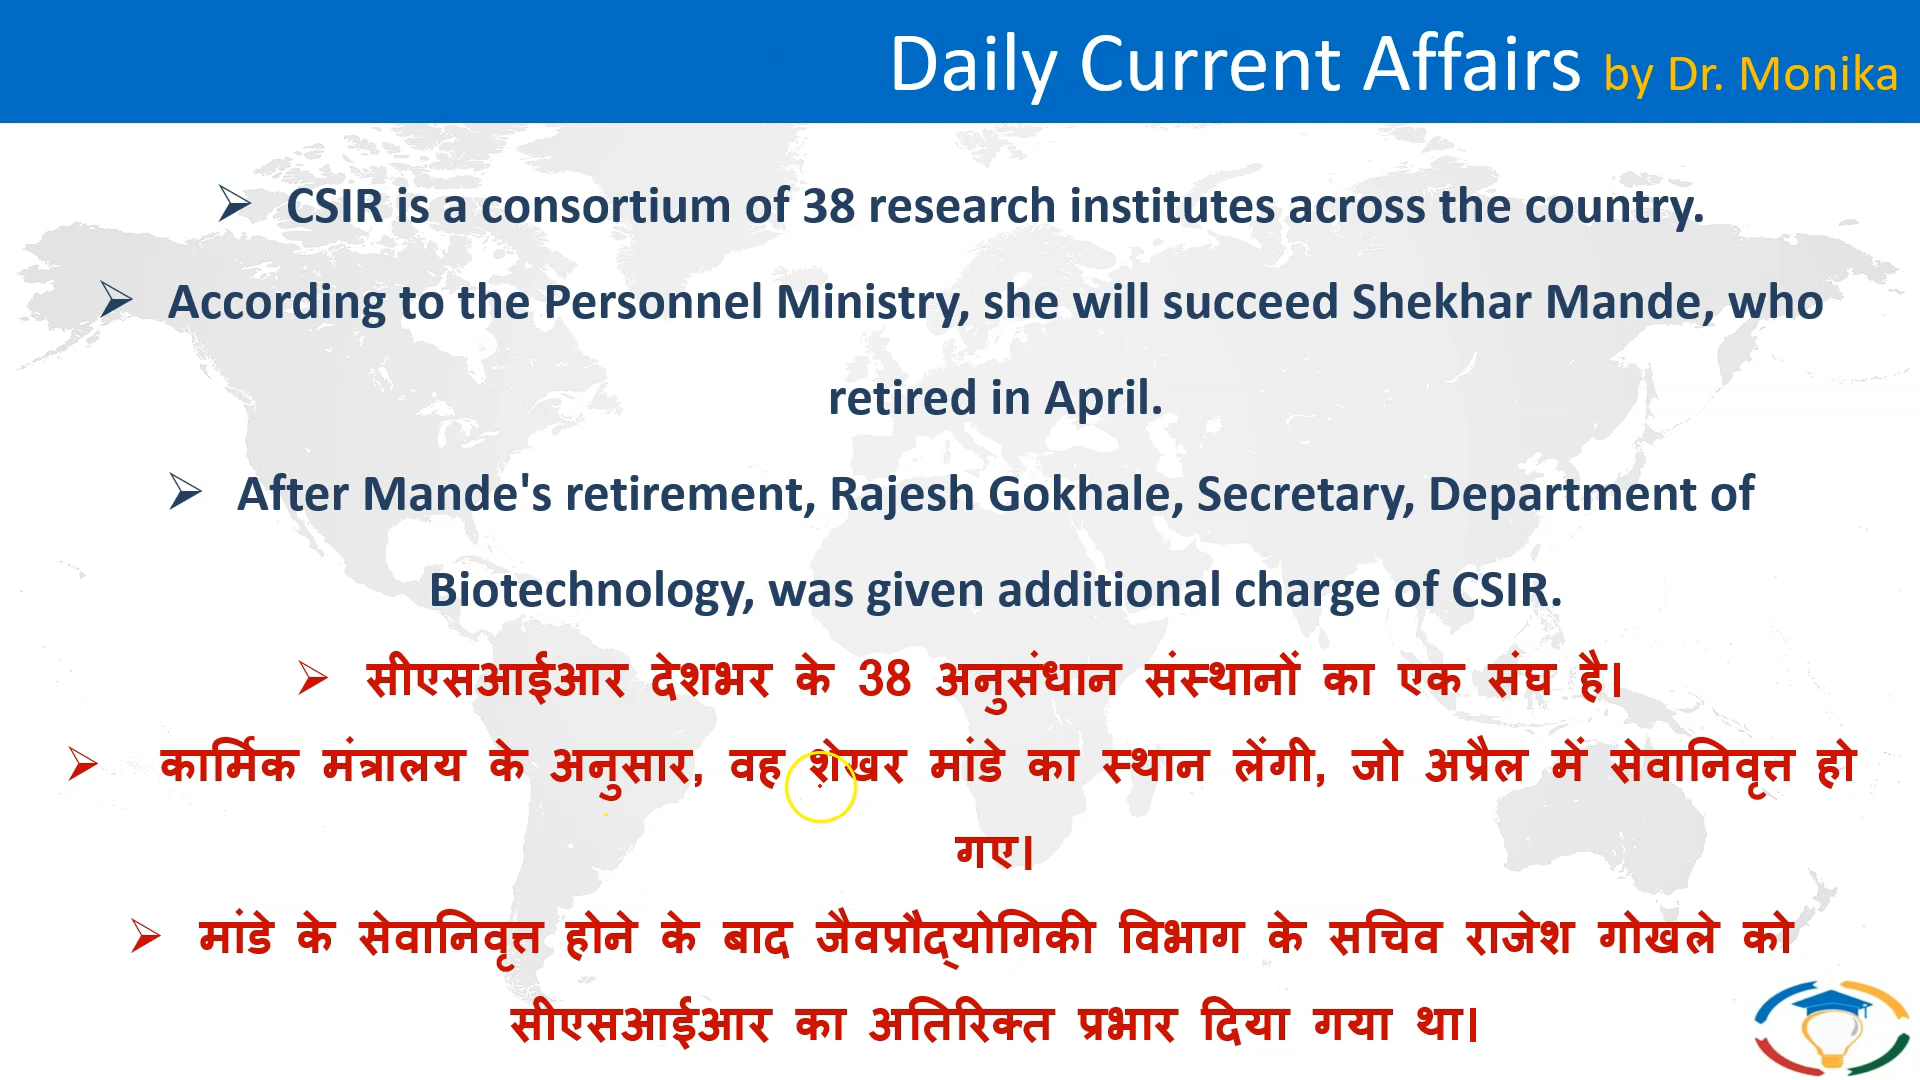 Daily Current Affairs by Dr. Monika
➢ CSIR is a consortium of 38 research institutes across the country.
➢ According to the Personnel Ministry, she will succeed Shekhar Mande, who
retired in April.
➢ After Mande's retirement, Rajesh Gokhale, Secretary, Department of
Biotechnology, was given additional charge of CSIR.
➢ सीएसआईआर देशभर के 38 अनुसंधान संस्थानों का एक संघ है।
➢ कार्मिक मंत्रालय के अनुसार, वह शेखर मांडे का स्थान लेंगी, जो अप्रैल में सेवानिवृत्त हो
गए।
➢ मांडे के सेवानिवृत्त होने के बाद जैवप्रौद्योगिकी विभाग के सचिव राजेश गोखले को
सीएसआईआर का अतिरिक्त प्रभार दिया गया था।